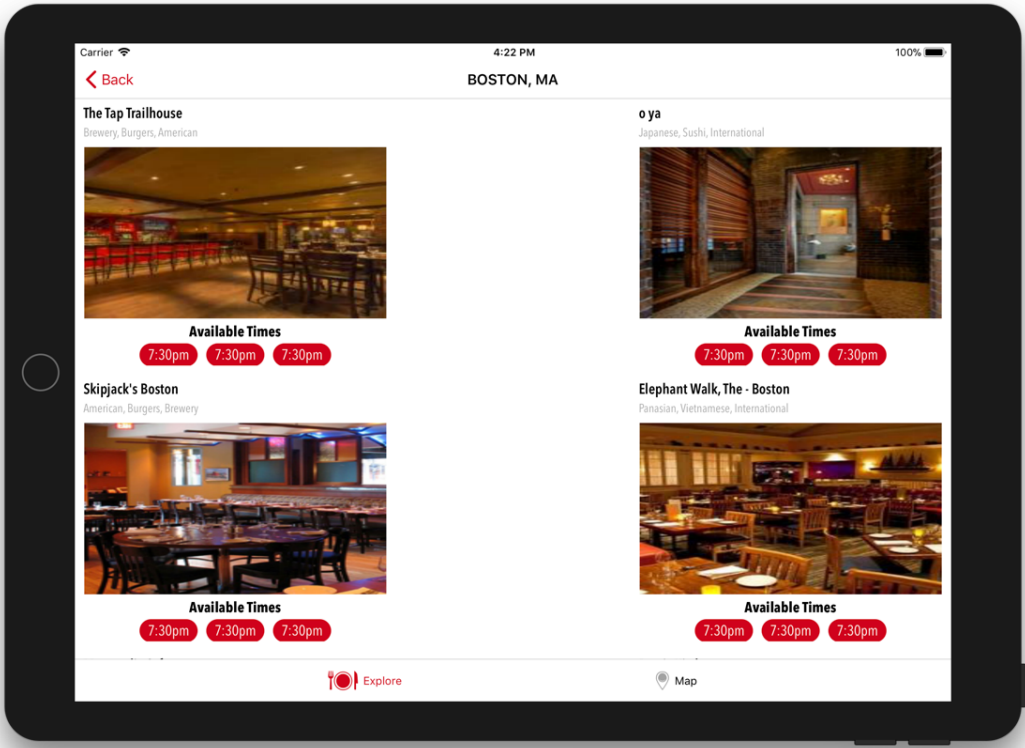 Carrier 4:22 PM 100%
Back BOSTON, MA
The Tap Trailhouse
Brewery, Burgers, American
Available Times
7:30pm 7:30pm 7:30pm
o ya
Japanese, Sushi, International
Available Times
7:30pm 7:30pm 7:30pm
Skipjack's Boston
American, Burgers, Brewery
Available Times
7:30pm 7:30pm 7:30pm
Elephant Walk, The - Boston
Panasian, Vietnamese, International
Available Times
7:30pm 7:30pm 7:30pm
Explore Map